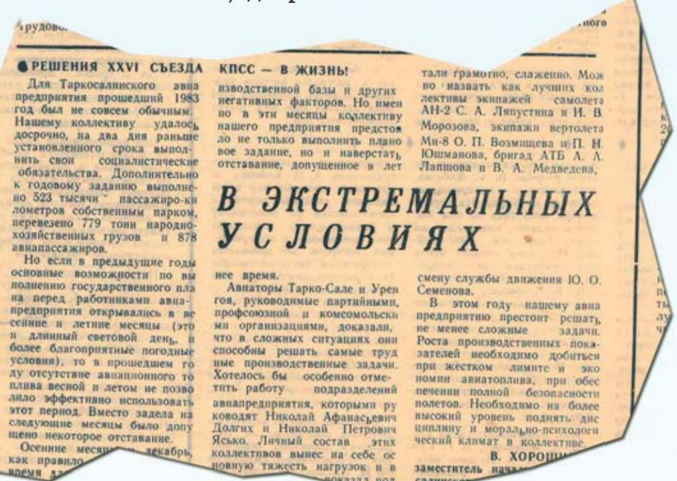 ● РЕШЕНИЯ XXVI СЪЕЗДА КПСС — В ЖИЗНЬ!
Для Таркосалинского авиа
предприятия прошедший 1983
год был не совсем обычным.
Нашему коллективу удалось
досрочно, на два дня раньше
установленного срока выпол-
нить свои социалистические
обязательства. Дополнительно
к годовому заданию выполне-
но 523 тысячи пассажиро-ки
лометров собственным парком,
перевезено 779 тонн народно-
хозяйственных грузов и 878
авиапассажиров.
Но если в предыдущие годы
основные возможности по вы
полнению государственного пла
на перед работниками авиа-
предприятия открывались в ве
сенние и летние месяцы (это
и длинный световой день, и
более благоприятные погодные
условия), то в прошедшем го
ду отсутствие авиационного то
плива весной и летом не позво
лило эффективно использовать
этот период. Вместо задела на
следующие месяцы было допу
щено некоторое отставание.
Осенние месяцы декабрь,
как правило
время
изводственной базы и других
негативных факторов. Но имен
но в эти месяцы коллективу
нашего предприятия предстоя
ло не только выполнить плано
вое задание, но и наверстать
отставание, допущенное в лет
В ЭКСТРЕМАЛЬНЫХ
УСЛОВИЯХ
нее время.
Авиаторы Тарко-Сале и Урен
гоя, руководимые партийными,
профсоюзной и комсомольски
ми организациями, доказали,
что в сложных ситуациях они
способны решать самые труд
ные производственные задачи.
Хотелось бы особенно отме-
тить работу подразделений
авиапредприятия, которыми ру
ководят Николай Афанасьевич
Долгих и Николай Петрович
Ясько. Личный состав этих
коллективов вынес на себе ос
новную тяжесть нагрузок и в
показал
тали грамотно, слаженно. Мож
но назвать как лучших кол
лективы экипажей самолета
АН-2 С. А. Ляпустина и И. В.
Морозова, экипажи вертолета
Ми-8 О. П. Возмищева и П. Н.
Юшманова, бригад АТБ А. А.
Лапшова и В. А. Медведева,
смену службы движения Ю. О.
Семенова.
В этом году нашему авиа
предприятию престоит решать,
не менее сложные задачи.
Роста производственных пока-
зателей необходимо добиться
при жестком лимите и эко
номии авиатоплива, при обес
печении полной безопасности
полетов. Необходимо на более
высокий уровень поднять дис
циплину и морально-психологи
ческий климат в коллективе.
В. ХОРОШИ
заместитель